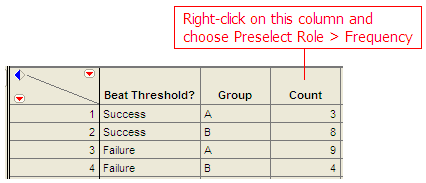 Right-click on this column and
choose Preselect Role > Frequency
Beat Threshold? Group Count
1 Success A 3
2 Success B 8
3 Failure A 9
4 Failure B 4